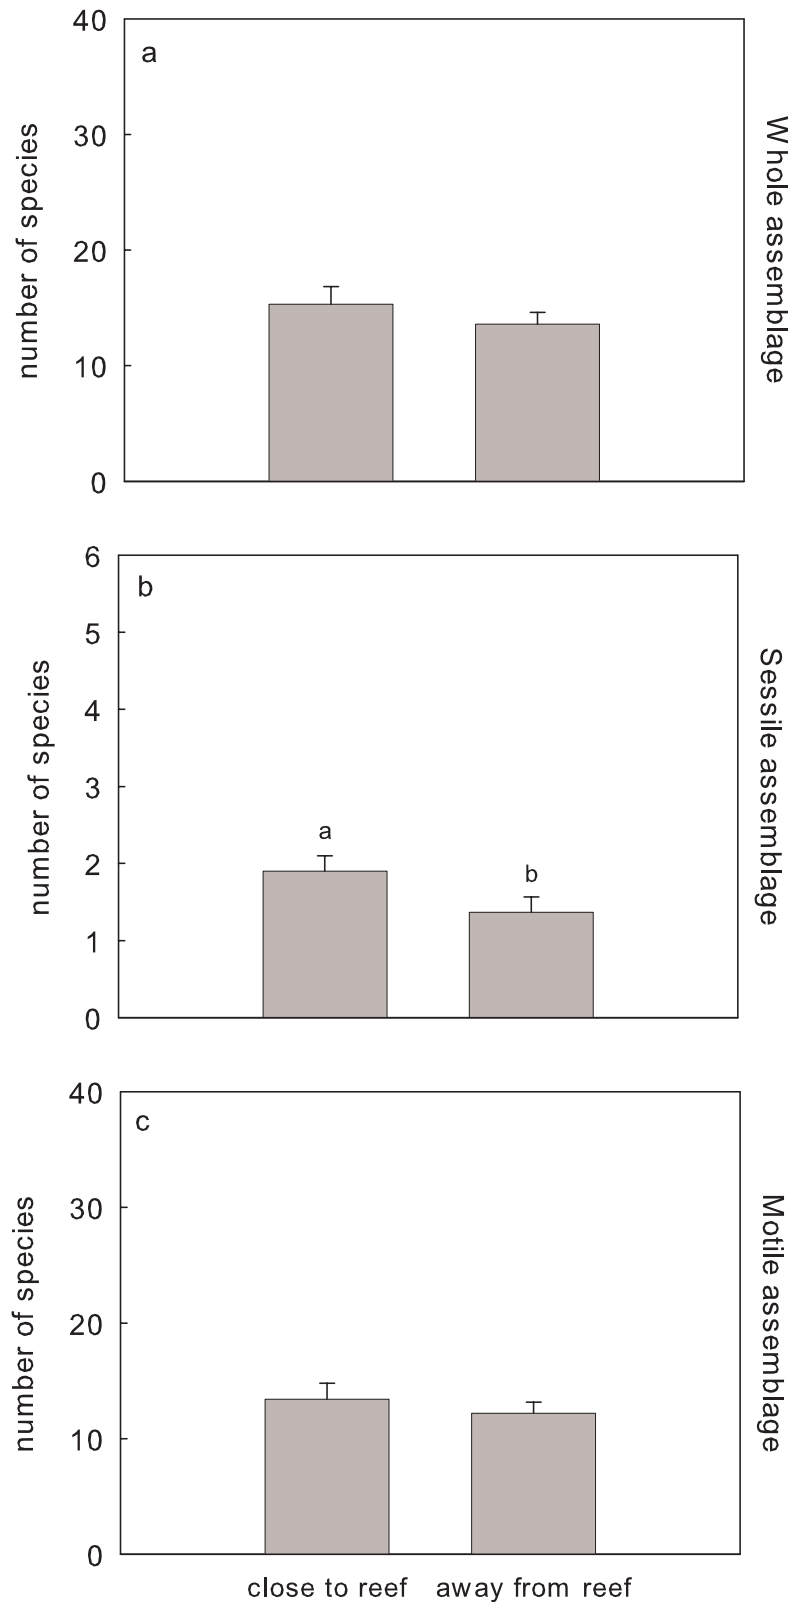 a
40
30
20
10
0
number of species
Whole assemblage
b
6
5
4
3
2
1
0
number of species
a
b
Sessile assemblage
c
40
30
20
10
0
number of species
Motile assemblage
close to reef away from reef